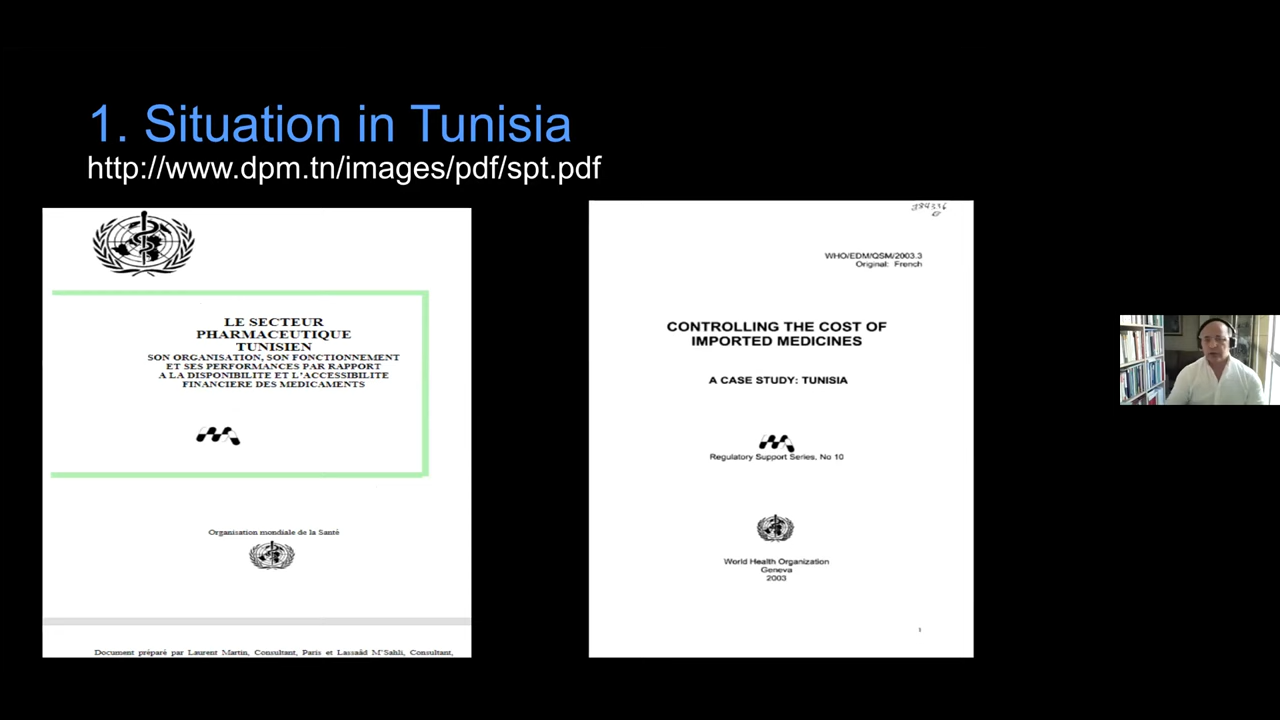 1. Situation in Tunisia
http://www.dpm.tn/images/pdf/spt.pdf
LE SECTEUR
PHARMACEUTIQUE
TUNISIEN
SON ORGANISATION, SON FONCTIONNEMENT
ET SES PERFORMANCES PAR RAPPORT
A LA DISPONIBILITE ET L'ACCESSIBILITE
FINANCIERE DES MEDICAMENTS
Organisation mondiale de la Santé
Document préparé par Laurent Martin, Consultant, Paris et Lassaâd M'Sahli, Consultant,
WHO/EDM/QSM/2003.3
Original: French
CONTROLLING THE COST OF
IMPORTED MEDICINES
A CASE STUDY: TUNISIA
Regulatory Support Series, No 10
World Health Organization
Geneva
2003
1